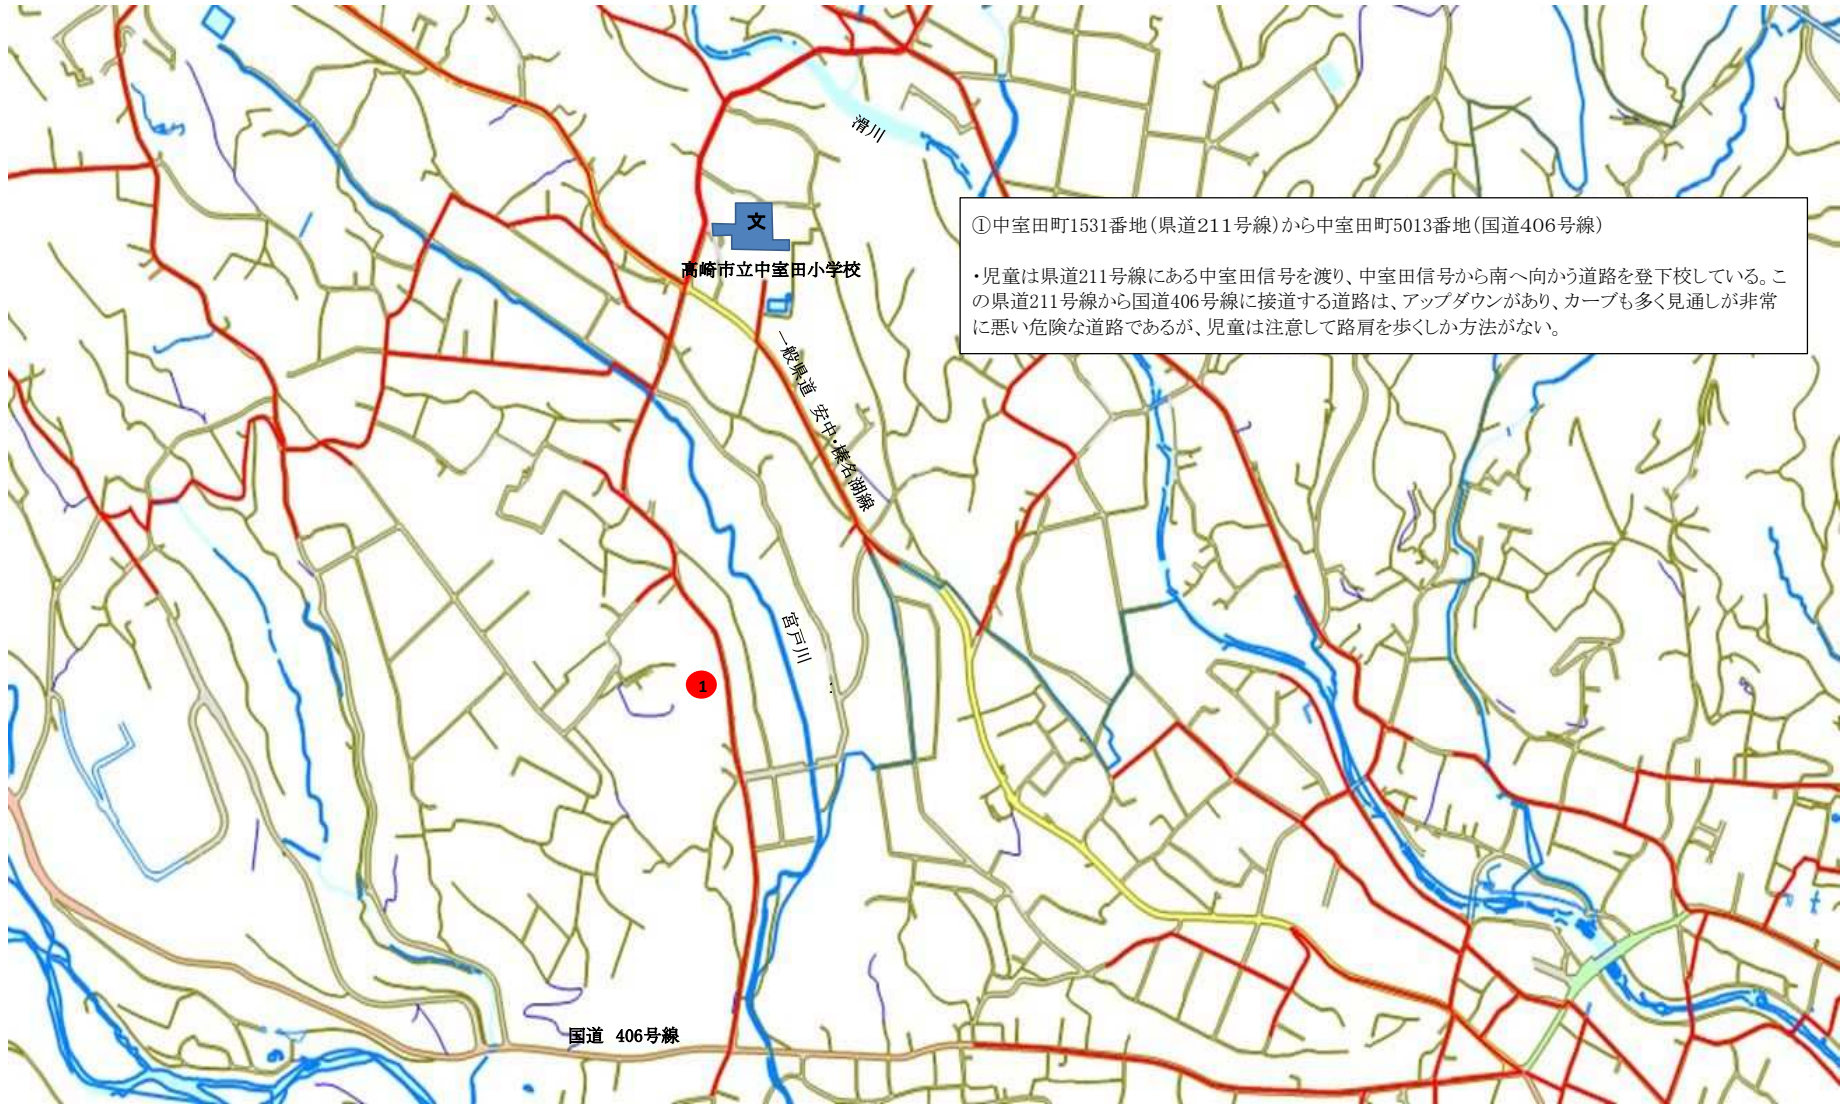 滑川
①中室田町1531番地(県道211号線)から中室田町5013番地(国道406号線)
・児童は県道211号線にある中室田信号を渡り、中室田信号から南へ向かう道路を登下校している。こ
の県道211号線から国道406号線に接道する道路は、アップダウンがあり、カーブも多く見通しが非常
に悪い危険な道路であるが、児童は注意して路肩を歩くしか方法がない。
文
高崎市立中室田小学校
一般県道 安中・榛名湖線
宮戸川
1
国道 406号線